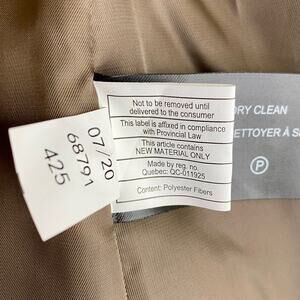 Not to be removed until
delivered to the consumer
This label is affixed in compliance
with Provincial Law
This article contains
NEW MATERIAL ONLY
Made by reg. no.
Quebec: QC-011925
Content: Polyester Fibers
07/20
68791
425
DRY CLEAN
NETTOYER À S
P